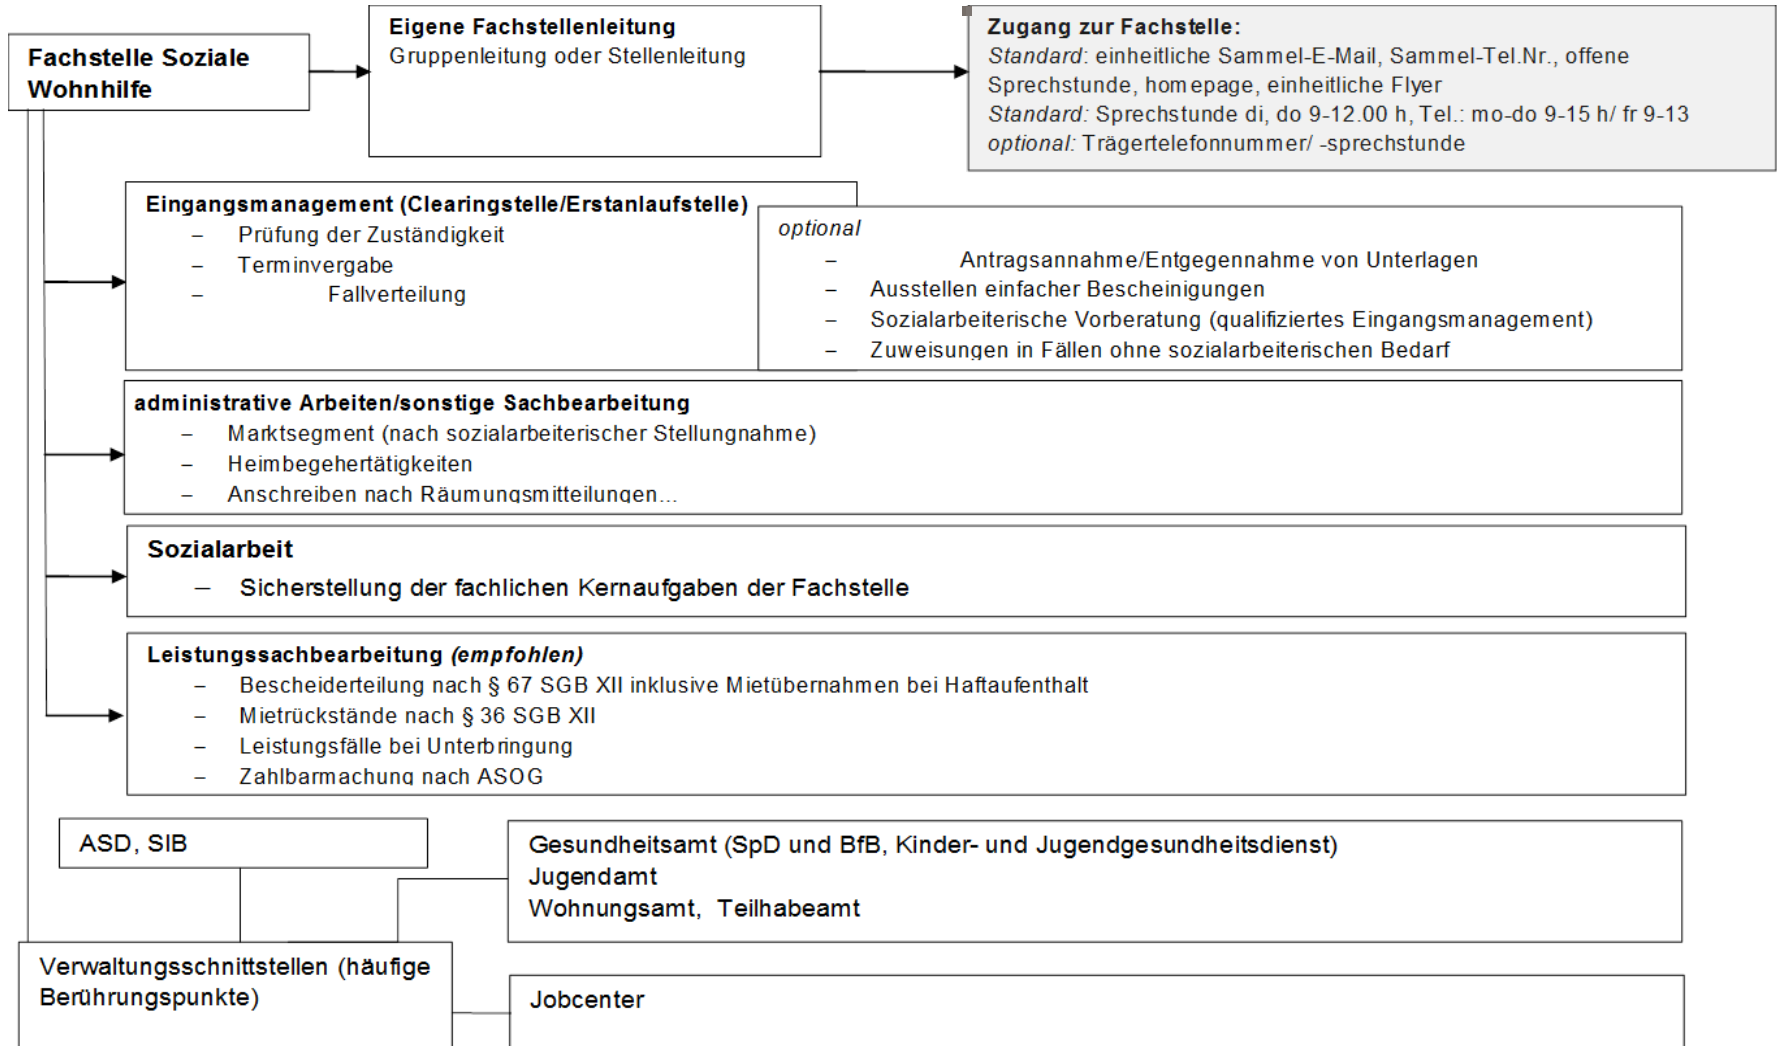 Fachstelle Soziale
Wohnhilfe
Eigene Fachstellenleitung
Gruppenleitung oder Stellenleitung
Zugang zur Fachstelle:
Standard: einheitliche Sammel-E-Mail, Sammel-Tel.Nr., offene
Sprechstunde, homepage, einheitliche Flyer
Standard: Sprechstunde di, do 9-12.00 h, Tel.: mo-do 9-15 h/ fr 9-13
optional: Trägertelefonnummer/ -sprechstunde
Eingangsmanagement (Clearingstelle/Erstanlaufstelle)
– Prüfung der Zuständigkeit
– Terminvergabe
– Fallverteilung
optional
– Antragsannahme/Entgegennahme von Unterlagen
– Ausstellen einfacher Bescheinigungen
– Sozialarbeiterische Vorberatung (qualifiziertes Eingangsmanagement)
– Zuweisungen in Fällen ohne sozialarbeiterischen Bedarf
administrative Arbeiten/sonstige Sachbearbeitung
– Marktsegment (nach sozialarbeiterischer Stellungnahme)
– Heimbegehertätigkeiten
– Anschreiben nach Räumungsmitteilungen...
Sozialarbeit
– Sicherstellung der fachlichen Kernaufgaben der Fachstelle
Leistungssachbearbeitung (empfohlen)
– Bescheiderteilung nach § 67 SGB XII inklusive Mietübernahmen bei Haftaufenthalt
– Mietrückstände nach § 36 SGB XII
– Leistungsfälle bei Unterbringung
– Zahlbarmachung nach ASOG
ASD, SIB
Gesundheitsamt (SpD und BfB, Kinder- und Jugendgesundheitsdienst)
Jugendamt
Wohnungsamt, Teilhabeamt
Verwaltungsschnittstellen (häufige
Berührungspunkte)
Jobcenter